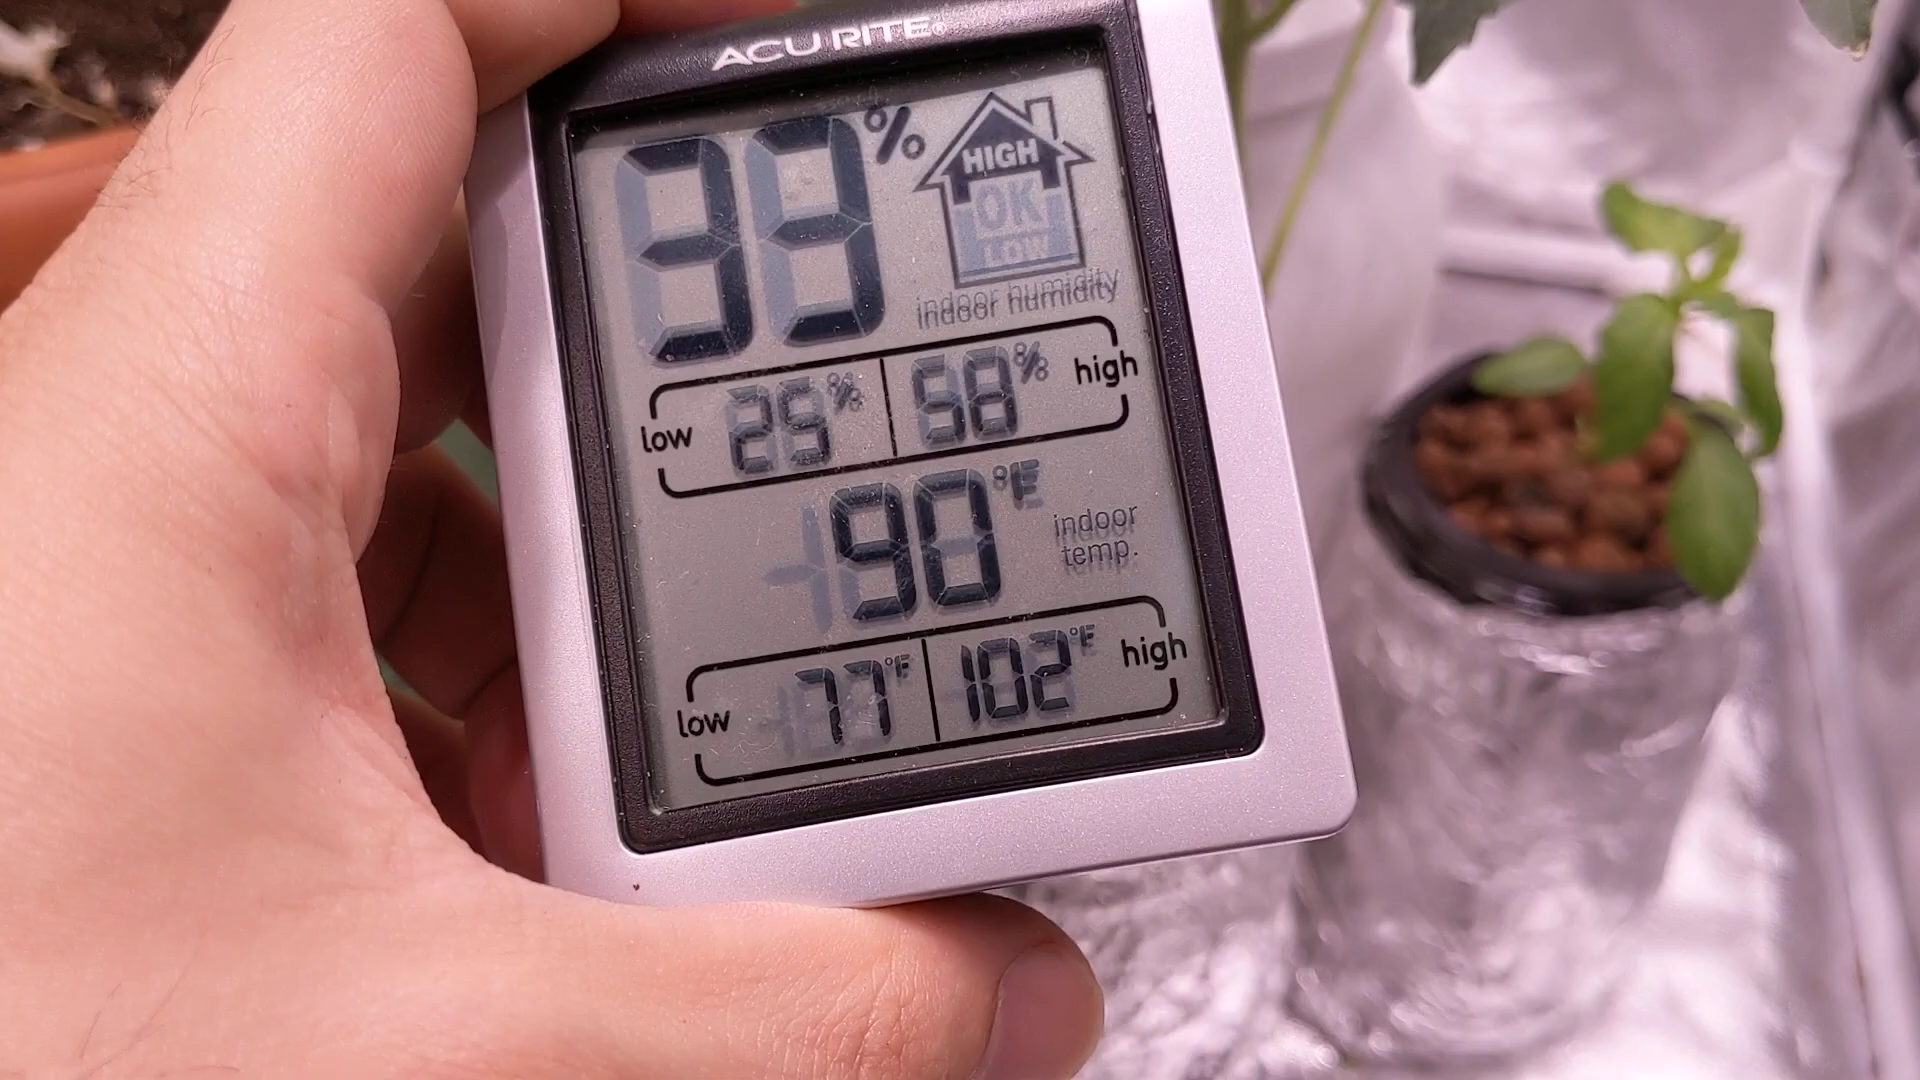 ACURITE®
33%
HIGH
OK
LOW
indoor humidity
low 25% 58% high
90°F
indoor
temp.
low 77°F 102°F high